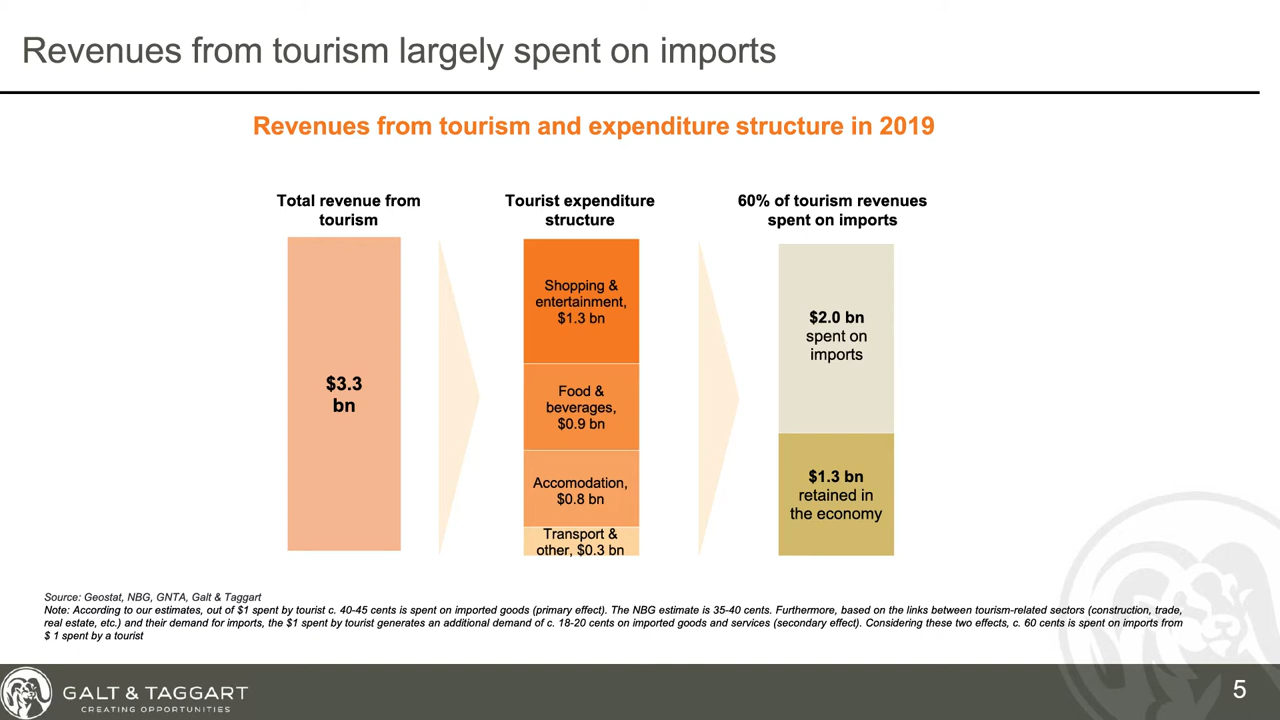 Revenues from tourism largely spent on imports
Revenues from tourism and expenditure structure in 2019
Total revenue from
tourism
$3.3
bn
Tourist expenditure
structure
Shopping &
entertainment,
$1.3 bn
Food &
beverages,
$0.9 bn
Accomodation,
$0.8 bn
Transport &
other, $0.3 bn
60% of tourism revenues
spent on imports
$2.0 bn
spent on
imports
$1.3 bn
retained in
the economy
Source: Geostat, NBG, GNTA, Galt & Taggart
Note: According to our estimates, out of $1 spent by tourist c. 40-45 cents is spent on imported goods (primary effect). The NBG estimate is 35-40 cents. Furthermore, based on the links between tourism-related sectors (construction, trade,
real estate, etc.) and their demand for imports, the $1 spent by tourist generates an additional demand of c. 18-20 cents on imported goods and services (secondary effect). Considering these two effects, c. 60 cents is spent on imports from
$ 1 spent by a tourist
GALT & TAGGART
CREATING OPPORTUNITIES
5